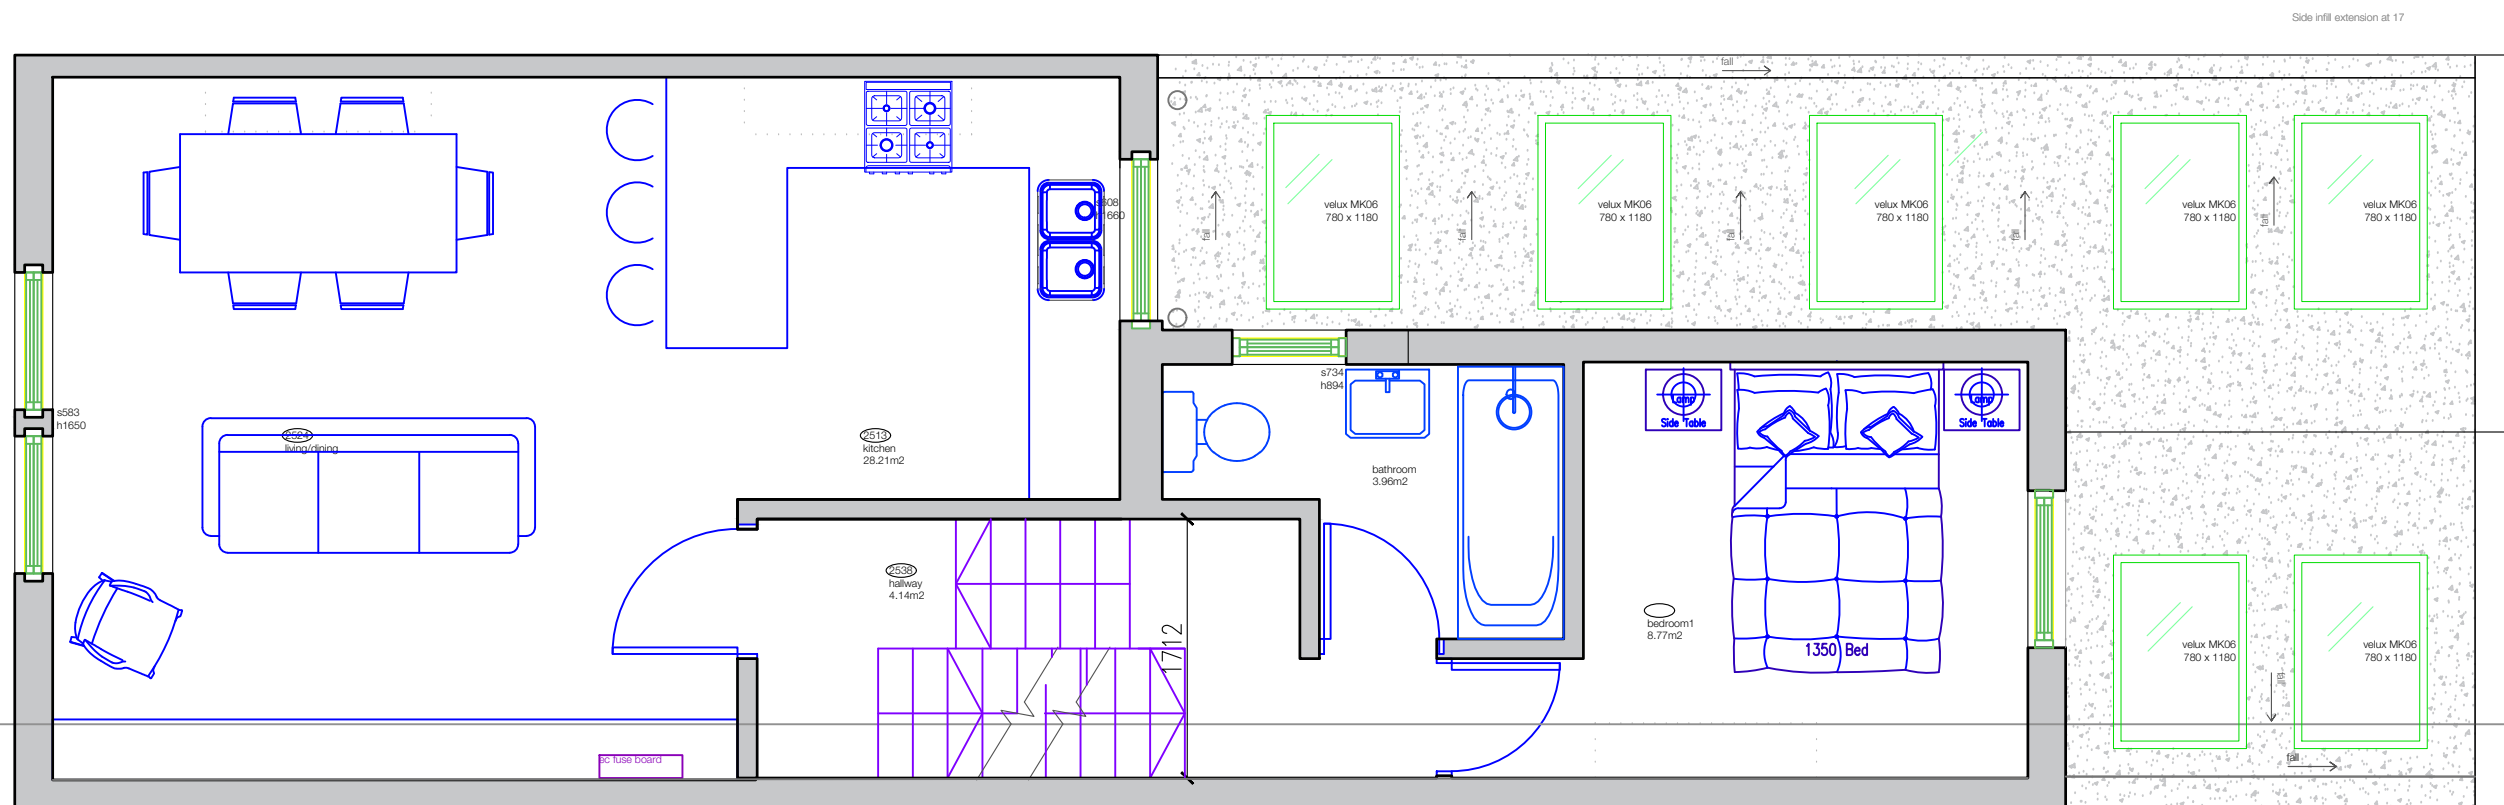 Side infill extension at 17
fall
velux MK06
780 x 1180
velux MK06
780 x 1180
velux MK06
780 x 1180
velux MK06
780 x 1180
velux MK06
780 x 1180
fall
fall
fall
fall
fall
s608
h1660
s734
h894
s583
h1650
2524
living/dining
2513
kitchen
28.21m2
bathroom
3.96m2
Lamp
Side Table
Lamp
Side Table
2538
hallway
4.14m2
1712
bedroom1
8.77m2
1350 Bed
velux MK06
780 x 1180
velux MK06
780 x 1180
fall
fall
ec fuse board